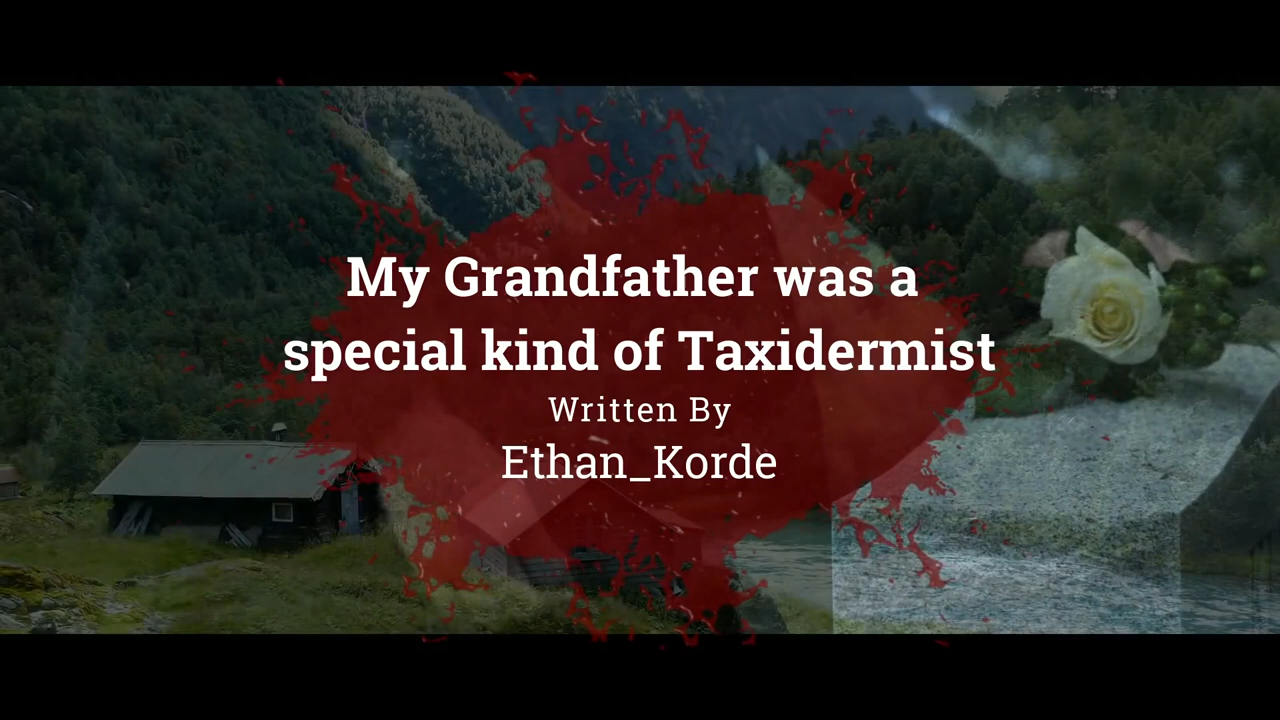 My Grandfather was a
special kind of Taxidermist
Written By
Ethan_Korde